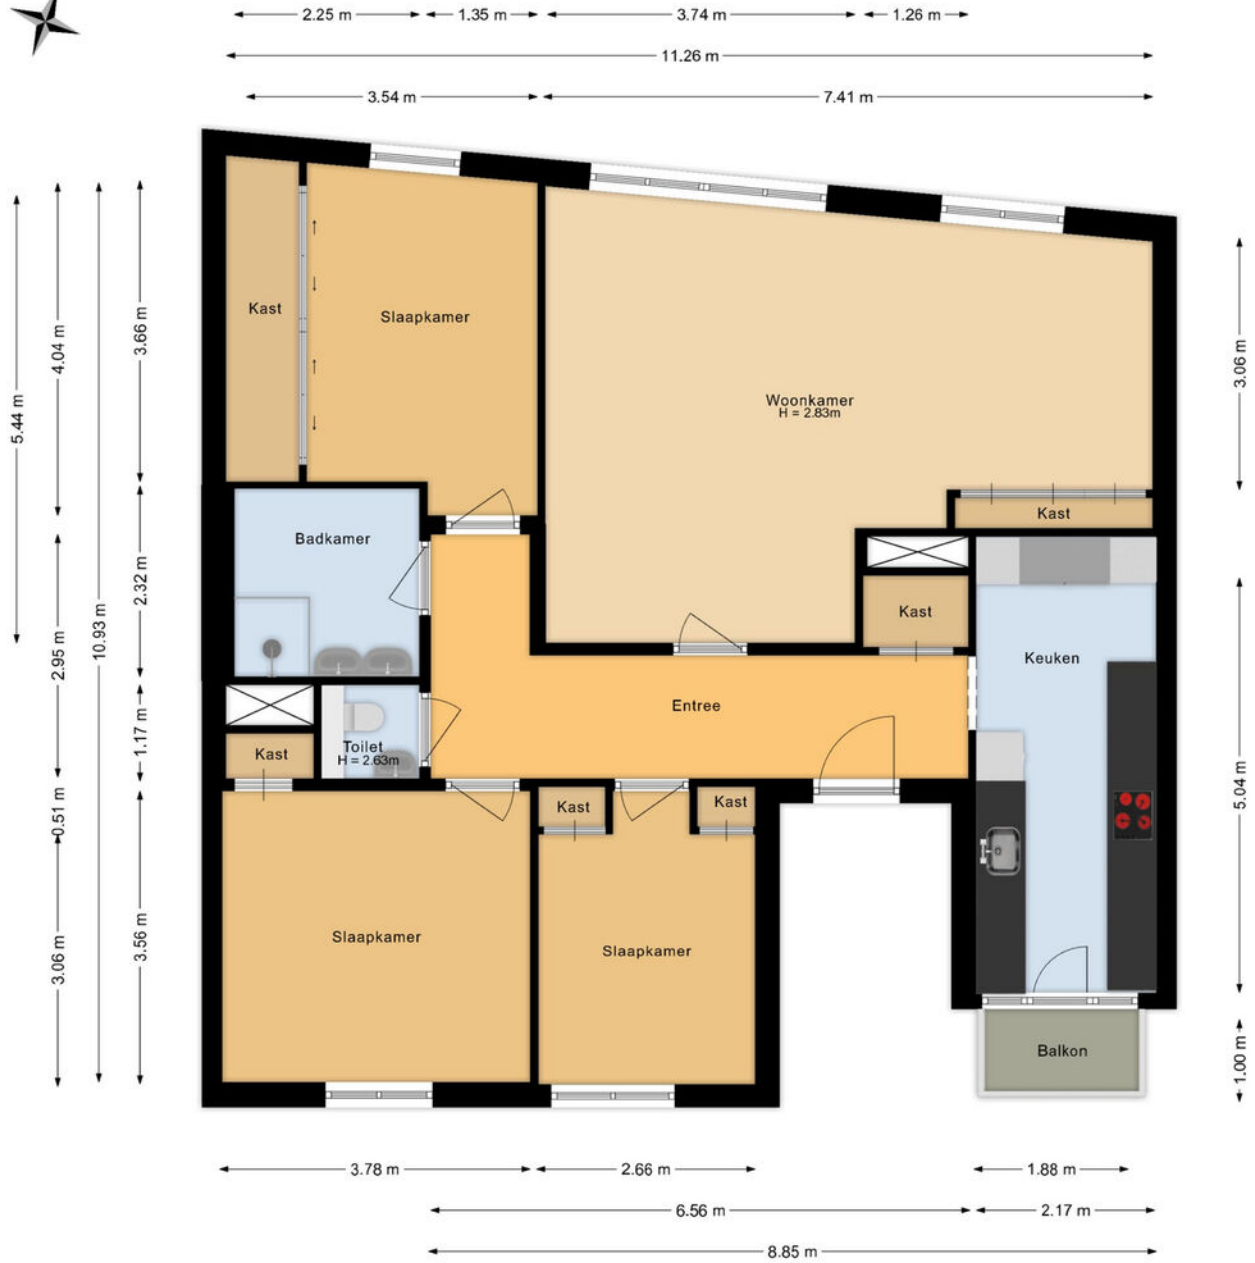 2.25 m 1.35 m 3.74 m 1.26 m
11.26 m
3.54 m 7.41 m
5.44 m
4.04 m
2.95 m
0.51 m
3.06 m
10.93 m
3.66 m
2.32 m
1.17 m
3.56 m
Kast
Slaapkamer
Woonkamer
H = 2.83m
Kast
Badkamer
Kast
Keuken
Entree
Kast
Toilet
H = 2.63m
Kast
Kast
Slaapkamer
Slaapkamer
Balkon
3.06 m
5.04 m
1.00 m
3.78 m 2.66 m 1.88 m
6.56 m 2.17 m
8.85 m